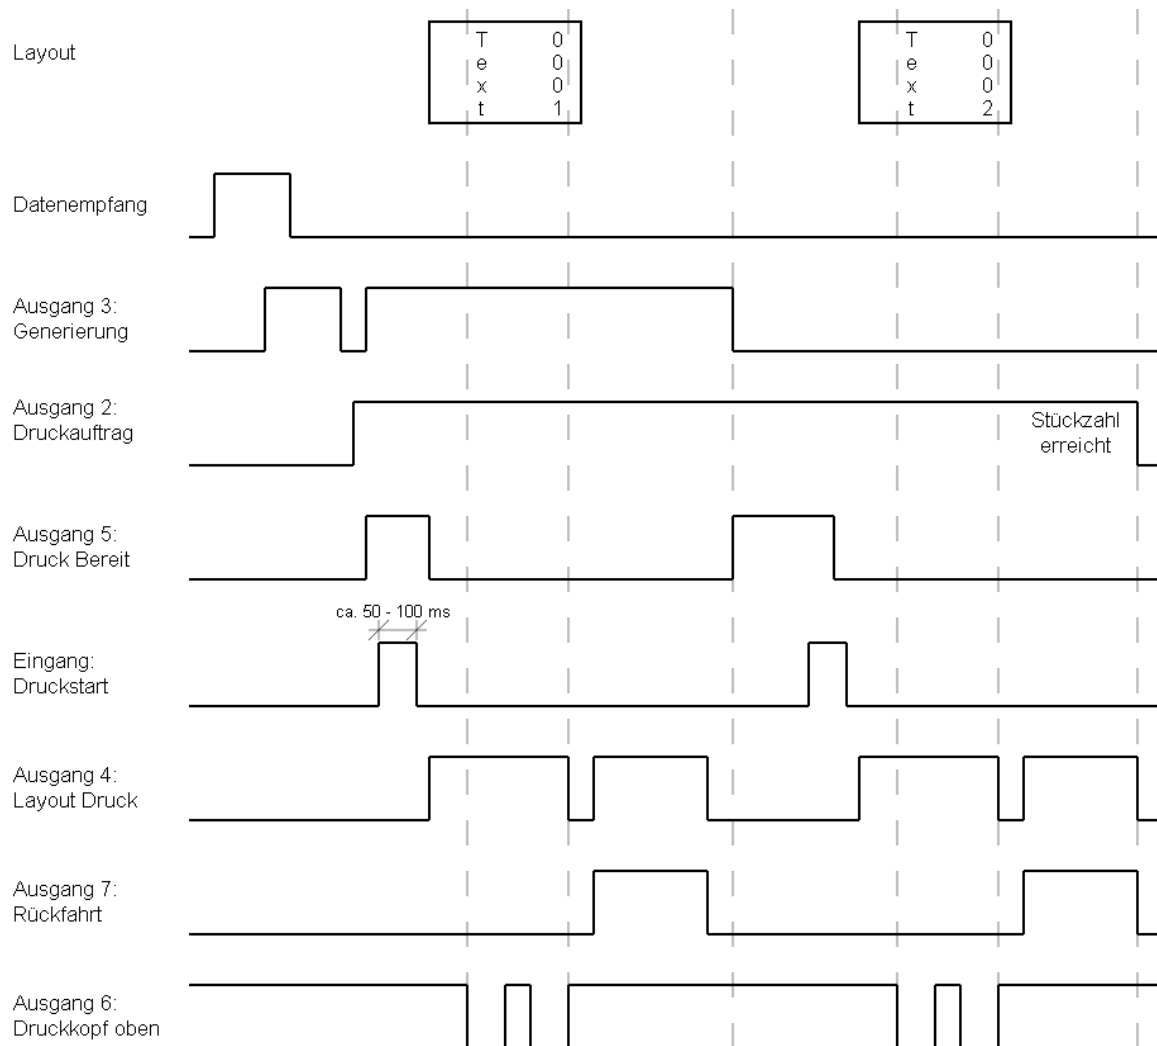 Layout
T 0
e 0
x 0
t 1
T 0
e 0
x 0
t 2
Datenempfang
Ausgang 3:
Generierung
Ausgang 2:
Druckauftrag
Stückzahl
erreicht
Ausgang 5:
Druck Bereit
ca. 50 - 100 ms
Eingang:
Druckstart
Ausgang 4:
Layout Druck
Ausgang 7:
Rückfahrt
Ausgang 6:
Druckkopf oben